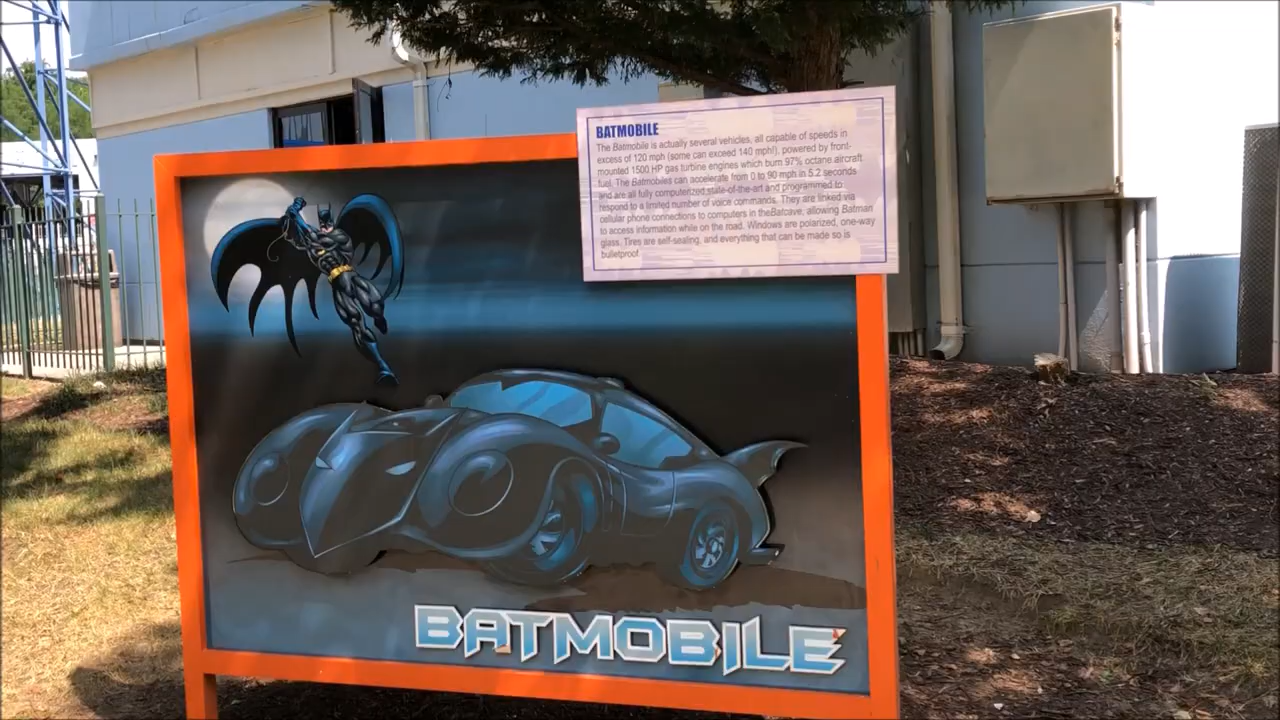 BATMOBILE
The Batmobile is actually several vehicles, all capable of speeds in
excess of 120 mph (some can exceed 140 mph!), powered by front-
mounted 1500 HP gas turbine engines which burn 97% octane aircraft
fuel. The Batmobiles can accelerate from 0 to 90 mph in 5.2 seconds
and are all fully computerized state-of-the-art and programmed to
respond to a limited number of voice commands. They are linked via
cellular phone connections to computers in theBatcave, allowing Batman
to access information while on the road. Windows are polarized, one-way
glass. Tires are self-sealing, and everything that can be made so is
bulletproof.
BATMOBILE